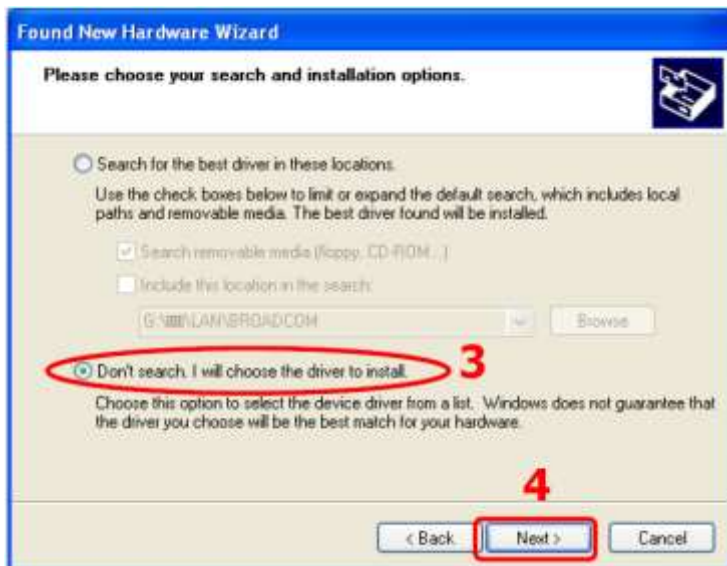 Found New Hardware Wizard
Please choose your search and installation options.
Search for the best driver in these locations.
Use the check boxes below to limit or expand the default search, which includes local
paths and removable media. The best driver found will be installed.
Search removable media (floppy, CD-ROM...)
Include this location in the search:
LAN\BROADCOM
Browse
Don't search. I will choose the driver to install.
3
Choose this option to select the device driver from a list. Windows does not guarantee that
the driver you choose will be the best match for your hardware.
4
< Back
Next >
Cancel